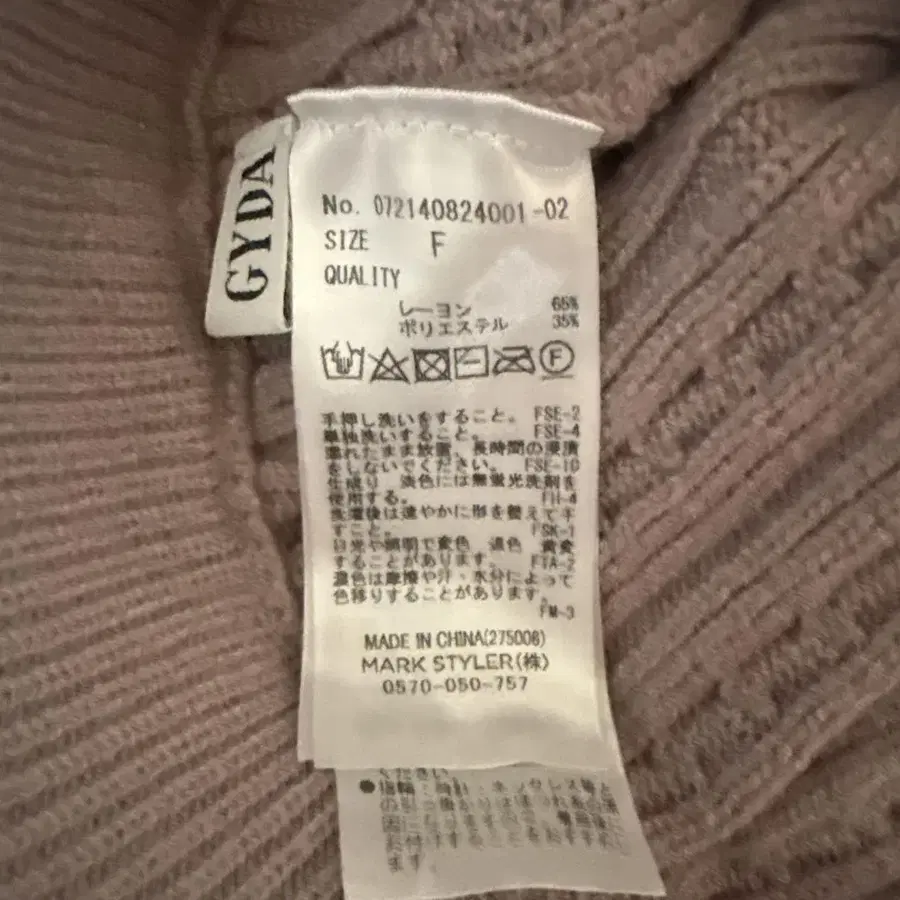 GYDA
No. 072140824001-02
SIZE F
QUALITY
レーヨン 65%
ポリエステル 35%
F
手押し洗いをすること。 FSE-2
単独洗いすること。 FSE-4
濡れたまま放置、長時間の浸漬
をしないでください。 FSE-10
生成り、淡色には無蛍光洗剤を
使用する。 FH-4
洗濯後は速やかに形を整えて干
すこと。 FSK-1
日光や照明で変色、退色、黄変
することがあります。 FTA-2
濃色は摩擦や汗・水分によって
色移りすることがあります。
FM-3
MADE IN CHINA(275008)
MARK STYLER(株)
0570-050-757
ください。